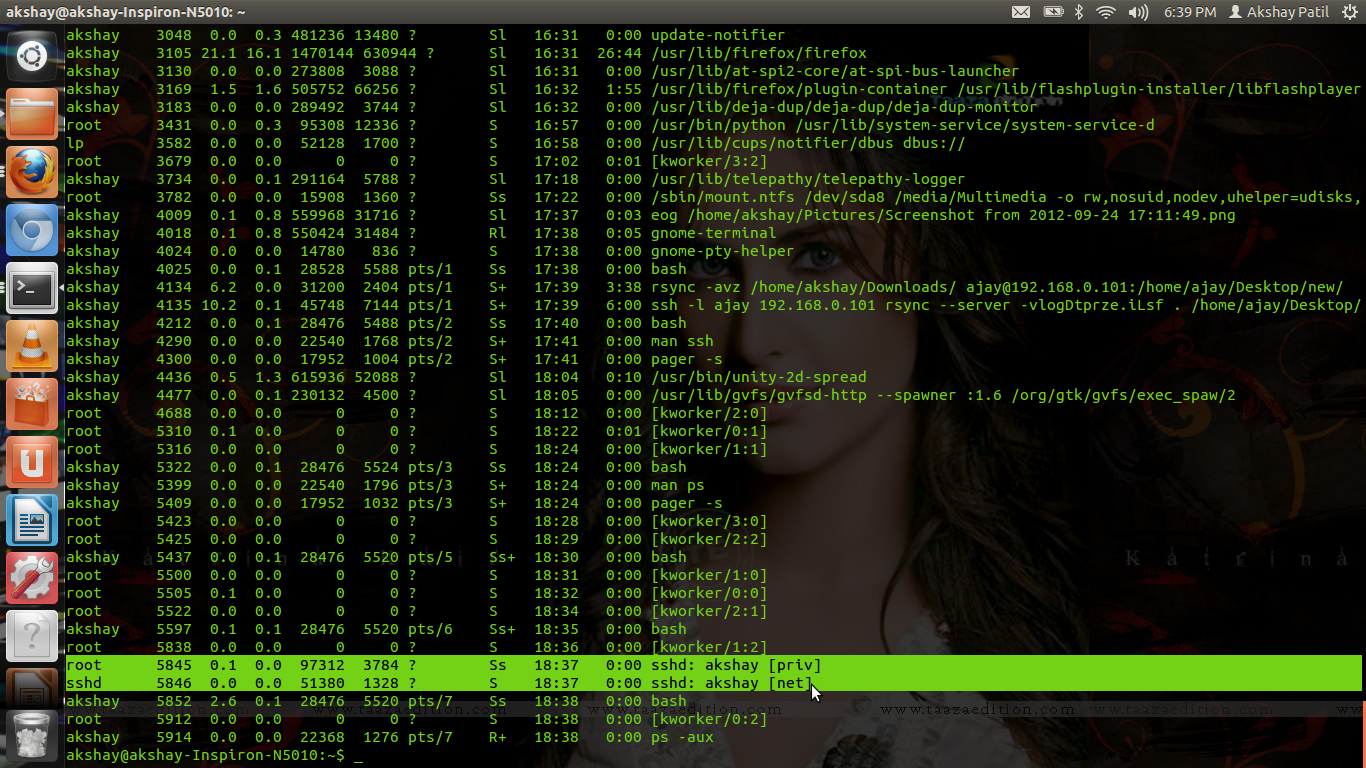 akshay@akshay-Inspiron-N5010: ~ 6:39 PM Akshay Patil
akshay 3048 0.0 0.3 481236 13480 ? Sl 16:31 0:00 update-notifier
akshay 3105 21.1 16.1 1470144 630944 ? Sl 16:31 26:44 /usr/lib/firefox/firefox
akshay 3130 0.0 0.0 273808 3088 ? Sl 16:31 0:00 /usr/lib/at-spi2-core/at-spi-bus-launcher
akshay 3169 1.5 1.6 505752 66256 ? Sl 16:32 1:55 /usr/lib/firefox/plugin-container /usr/lib/flashplugin-installer/libflashplayer
akshay 3183 0.0 0.0 289492 3744 ? Sl 16:32 0:00 /usr/lib/deja-dup/deja-dup/deja-dup-monitor
root 3431 0.0 0.3 95308 12336 ? S 16:57 0:00 /usr/bin/python /usr/lib/system-service/system-service-d
lp 3582 0.0 0.0 52128 1700 ? S 16:58 0:00 /usr/lib/cups/notifier/dbus dbus://
root 3679 0.0 0.0 0 0 ? S 17:02 0:01 [kworker/3:2]
akshay 3734 0.0 0.1 291164 5788 ? Sl 17:18 0:00 /usr/lib/telepathy/telepathy-logger
root 3782 0.0 0.0 15908 1360 ? Ss 17:22 0:00 /sbin/mount.ntfs /dev/sda8 /media/Multimedia -o rw,nosuid,nodev,uhelper=udisks,
akshay 4009 0.1 0.8 559968 31716 ? Sl 17:37 0:03 eog /home/akshay/Pictures/Screenshot from 2012-09-24 17:11:49.png
akshay 4018 0.1 0.8 550424 31484 ? Rl 17:38 0:05 gnome-terminal
akshay 4024 0.0 0.0 14780 836 ? S 17:38 0:00 gnome-pty-helper
akshay 4025 0.0 0.1 28528 5588 pts/1 Ss 17:38 0:00 bash
akshay 4134 6.2 0.0 31200 2404 pts/1 S+ 17:39 3:38 rsync -avz /home/akshay/Downloads/ ajay@192.168.0.101:/home/ajay/Desktop/new/
akshay 4135 10.2 0.1 45748 7144 pts/1 S+ 17:39 6:00 ssh -l ajay 192.168.0.101 rsync --server -vlogDtprze.iLsf . /home/ajay/Desktop/
akshay 4212 0.0 0.1 28476 5488 pts/2 Ss 17:40 0:00 bash
akshay 4290 0.0 0.0 22540 1768 pts/2 S+ 17:41 0:00 man ssh
akshay 4300 0.0 0.0 17952 1004 pts/2 S+ 17:41 0:00 pager -s
akshay 4436 0.5 1.3 615936 52088 ? Sl 18:04 0:10 /usr/bin/unity-2d-spread
akshay 4477 0.0 0.1 230132 4500 ? Sl 18:05 0:00 /usr/lib/gvfs/gvfsd-http --spawner :1.6 /org/gtk/gvfs/exec_spaw/2
root 4688 0.0 0.0 0 0 ? S 18:12 0:00 [kworker/2:0]
root 5310 0.1 0.0 0 0 ? S 18:22 0:01 [kworker/0:1]
root 5316 0.0 0.0 0 0 ? S 18:24 0:00 [kworker/1:1]
akshay 5322 0.0 0.1 28476 5524 pts/3 Ss 18:24 0:00 bash
akshay 5399 0.0 0.0 22540 1796 pts/3 S+ 18:24 0:00 man ps
akshay 5409 0.0 0.0 17952 1032 pts/3 S+ 18:24 0:00 pager -s
root 5423 0.0 0.0 0 0 ? S 18:28 0:00 [kworker/3:0]
root 5425 0.0 0.0 0 0 ? S 18:29 0:00 [kworker/2:2]
akshay 5437 0.0 0.1 28476 5520 pts/5 Ss+ 18:30 0:00 bash
root 5500 0.0 0.0 0 0 ? S 18:31 0:00 [kworker/1:0]
root 5505 0.1 0.0 0 0 ? S 18:32 0:00 [kworker/0:0]
root 5522 0.0 0.0 0 0 ? S 18:34 0:00 [kworker/2:1]
akshay 5597 0.1 0.1 28476 5520 pts/6 Ss+ 18:35 0:00 bash
root 5838 0.0 0.0 0 0 ? S 18:36 0:00 [kworker/1:2]
root 5845 0.1 0.0 97312 3784 ? Ss 18:37 0:00 sshd: akshay [priv]
sshd 5846 0.0 0.0 51380 1328 ? S 18:37 0:00 sshd: akshay [net]
akshay 5852 2.6 0.1 28476 5520 pts/7 Ss 18:38 0:00 bash
root 5912 0.0 0.0 0 0 ? S 18:38 0:00 [kworker/0:2]
akshay 5914 0.0 0.0 22368 1276 pts/7 R+ 18:38 0:00 ps -aux
akshay@akshay-Inspiron-N5010:~$ _
Katrina
www.taazaedition.com